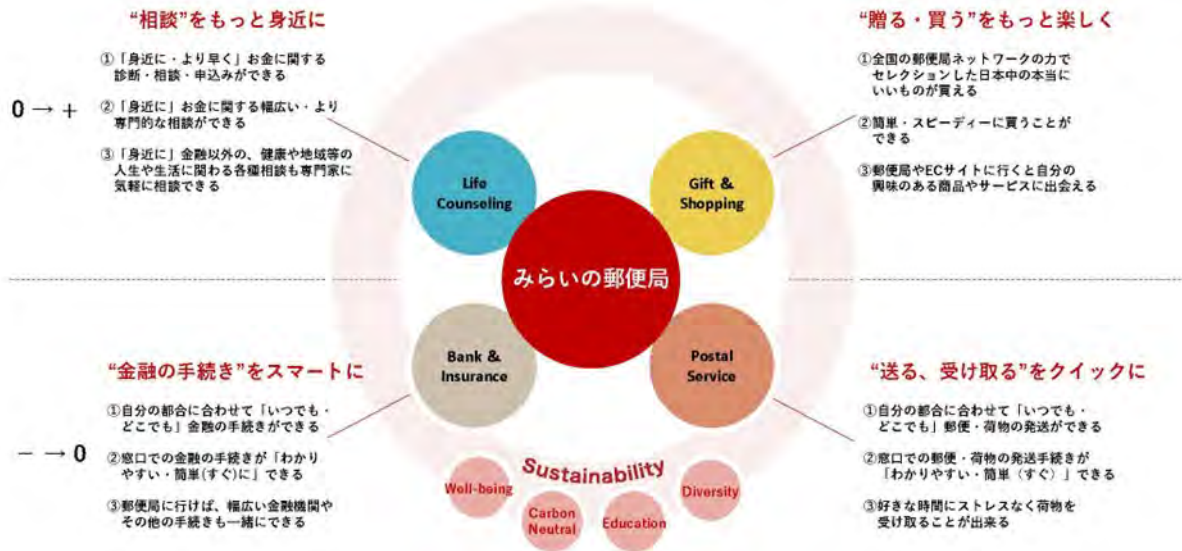 “相談”をもっと身近に
①「身近に・より早く」お金に関する
診断・相談・申込みができる
②「身近に」お金に関する幅広い・より
専門的な相談ができる
③「身近に」金融以外の、健康や地域等の
人生や生活に関わる各種相談も専門家に
気軽に相談できる
0 → +
“贈る・買う”をもっと楽しく
①全国の郵便局ネットワークの力で
セレクションした日本中の本当に
いいものが買える
②簡単・スピーディーに買うことが
できる
③郵便局やECサイトに行くと自分の
興味のある商品やサービスに出会える
Life
Counseling
Gift &
Shopping
みらいの郵便局
Bank &
Insurance
Postal
Service
“金融の手続き”をスマートに
①自分の都合に合わせて「いつでも・
どこでも」金融の手続きができる
②窓口での金融の手続きが「わかり
やすい・簡単(すぐ)に」できる
③郵便局に行けば、幅広い金融機関や
その他の手続きも一緒にできる
− → 0
“送る、受け取る”をクイックに
①自分の都合に合わせて「いつでも・
どこでも」郵便・荷物の発送ができる
②窓口での郵便・荷物の発送手続きが
「わかりやすい・簡単（すぐ）」できる
③好きな時間にストレスなく荷物を
受け取ることが出来る
Sustainability
Well-being
Carbon
Neutral
Education
Diversity